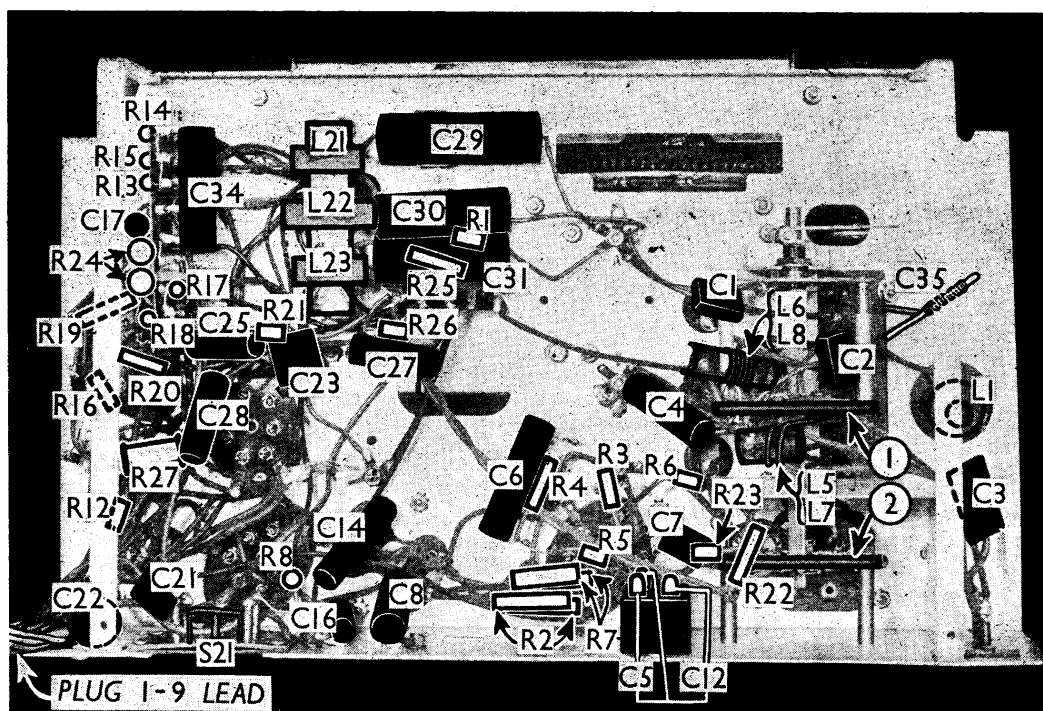 R14
R15
R13
C17
R24
R19
R16
R17
R18
C34
L21
L22
L23
C29
C30
R1
C31
R25
R26
C25
R21
C23
C27
R20
C28
R27
R12
C1
L6
L8
C35
C2
L1
C4
1
C6
R4
R3
R6
R23
L5
L7
2
C3
C14
R8
C21
C22
C16
C8
S21
R5
C7
R22
R2
R7
C5
C12
PLUG 1-9 LEAD